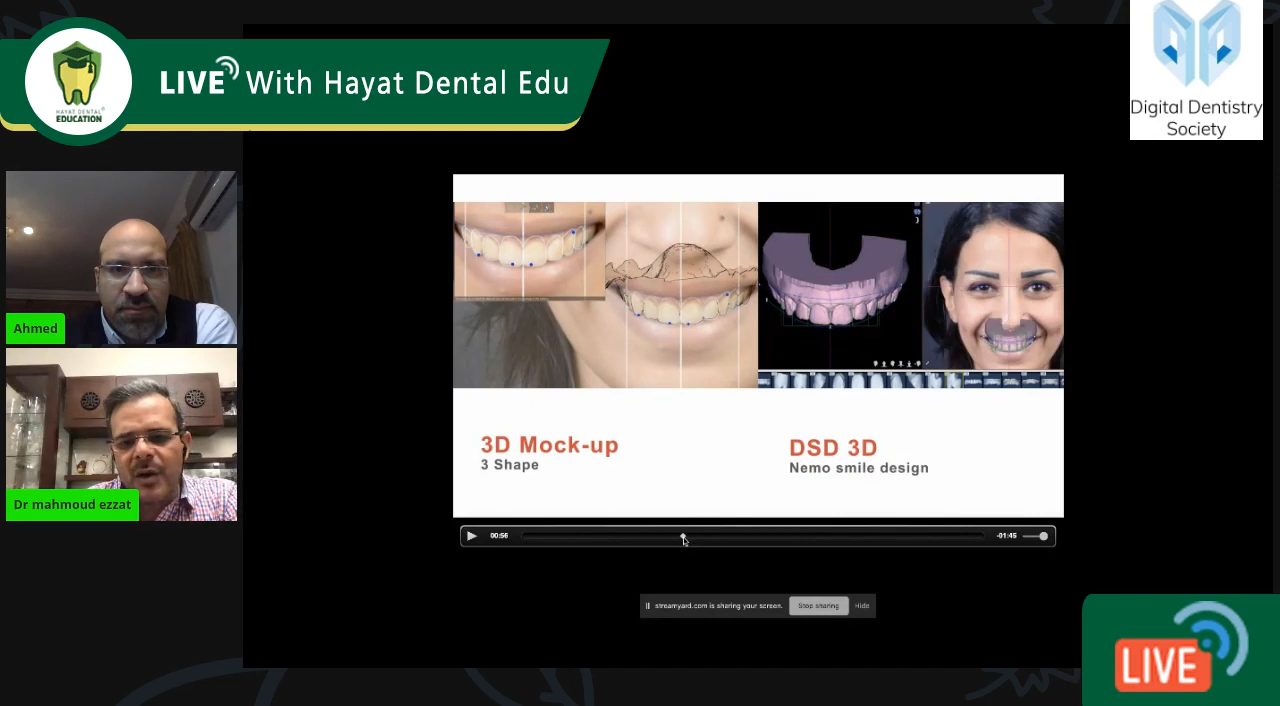 LIVE With Hayat Dental Edu
HAYAT DENTAL
EDUCATION
Digital Dentistry
Society
Ahmed
Dr mahmoud ezzat
3D Mock-up
3 Shape
DSD 3D
Nemo smile design
00:56
-01:45
streamyard.com is sharing your screen.
Stop sharing
Hide
LIVE